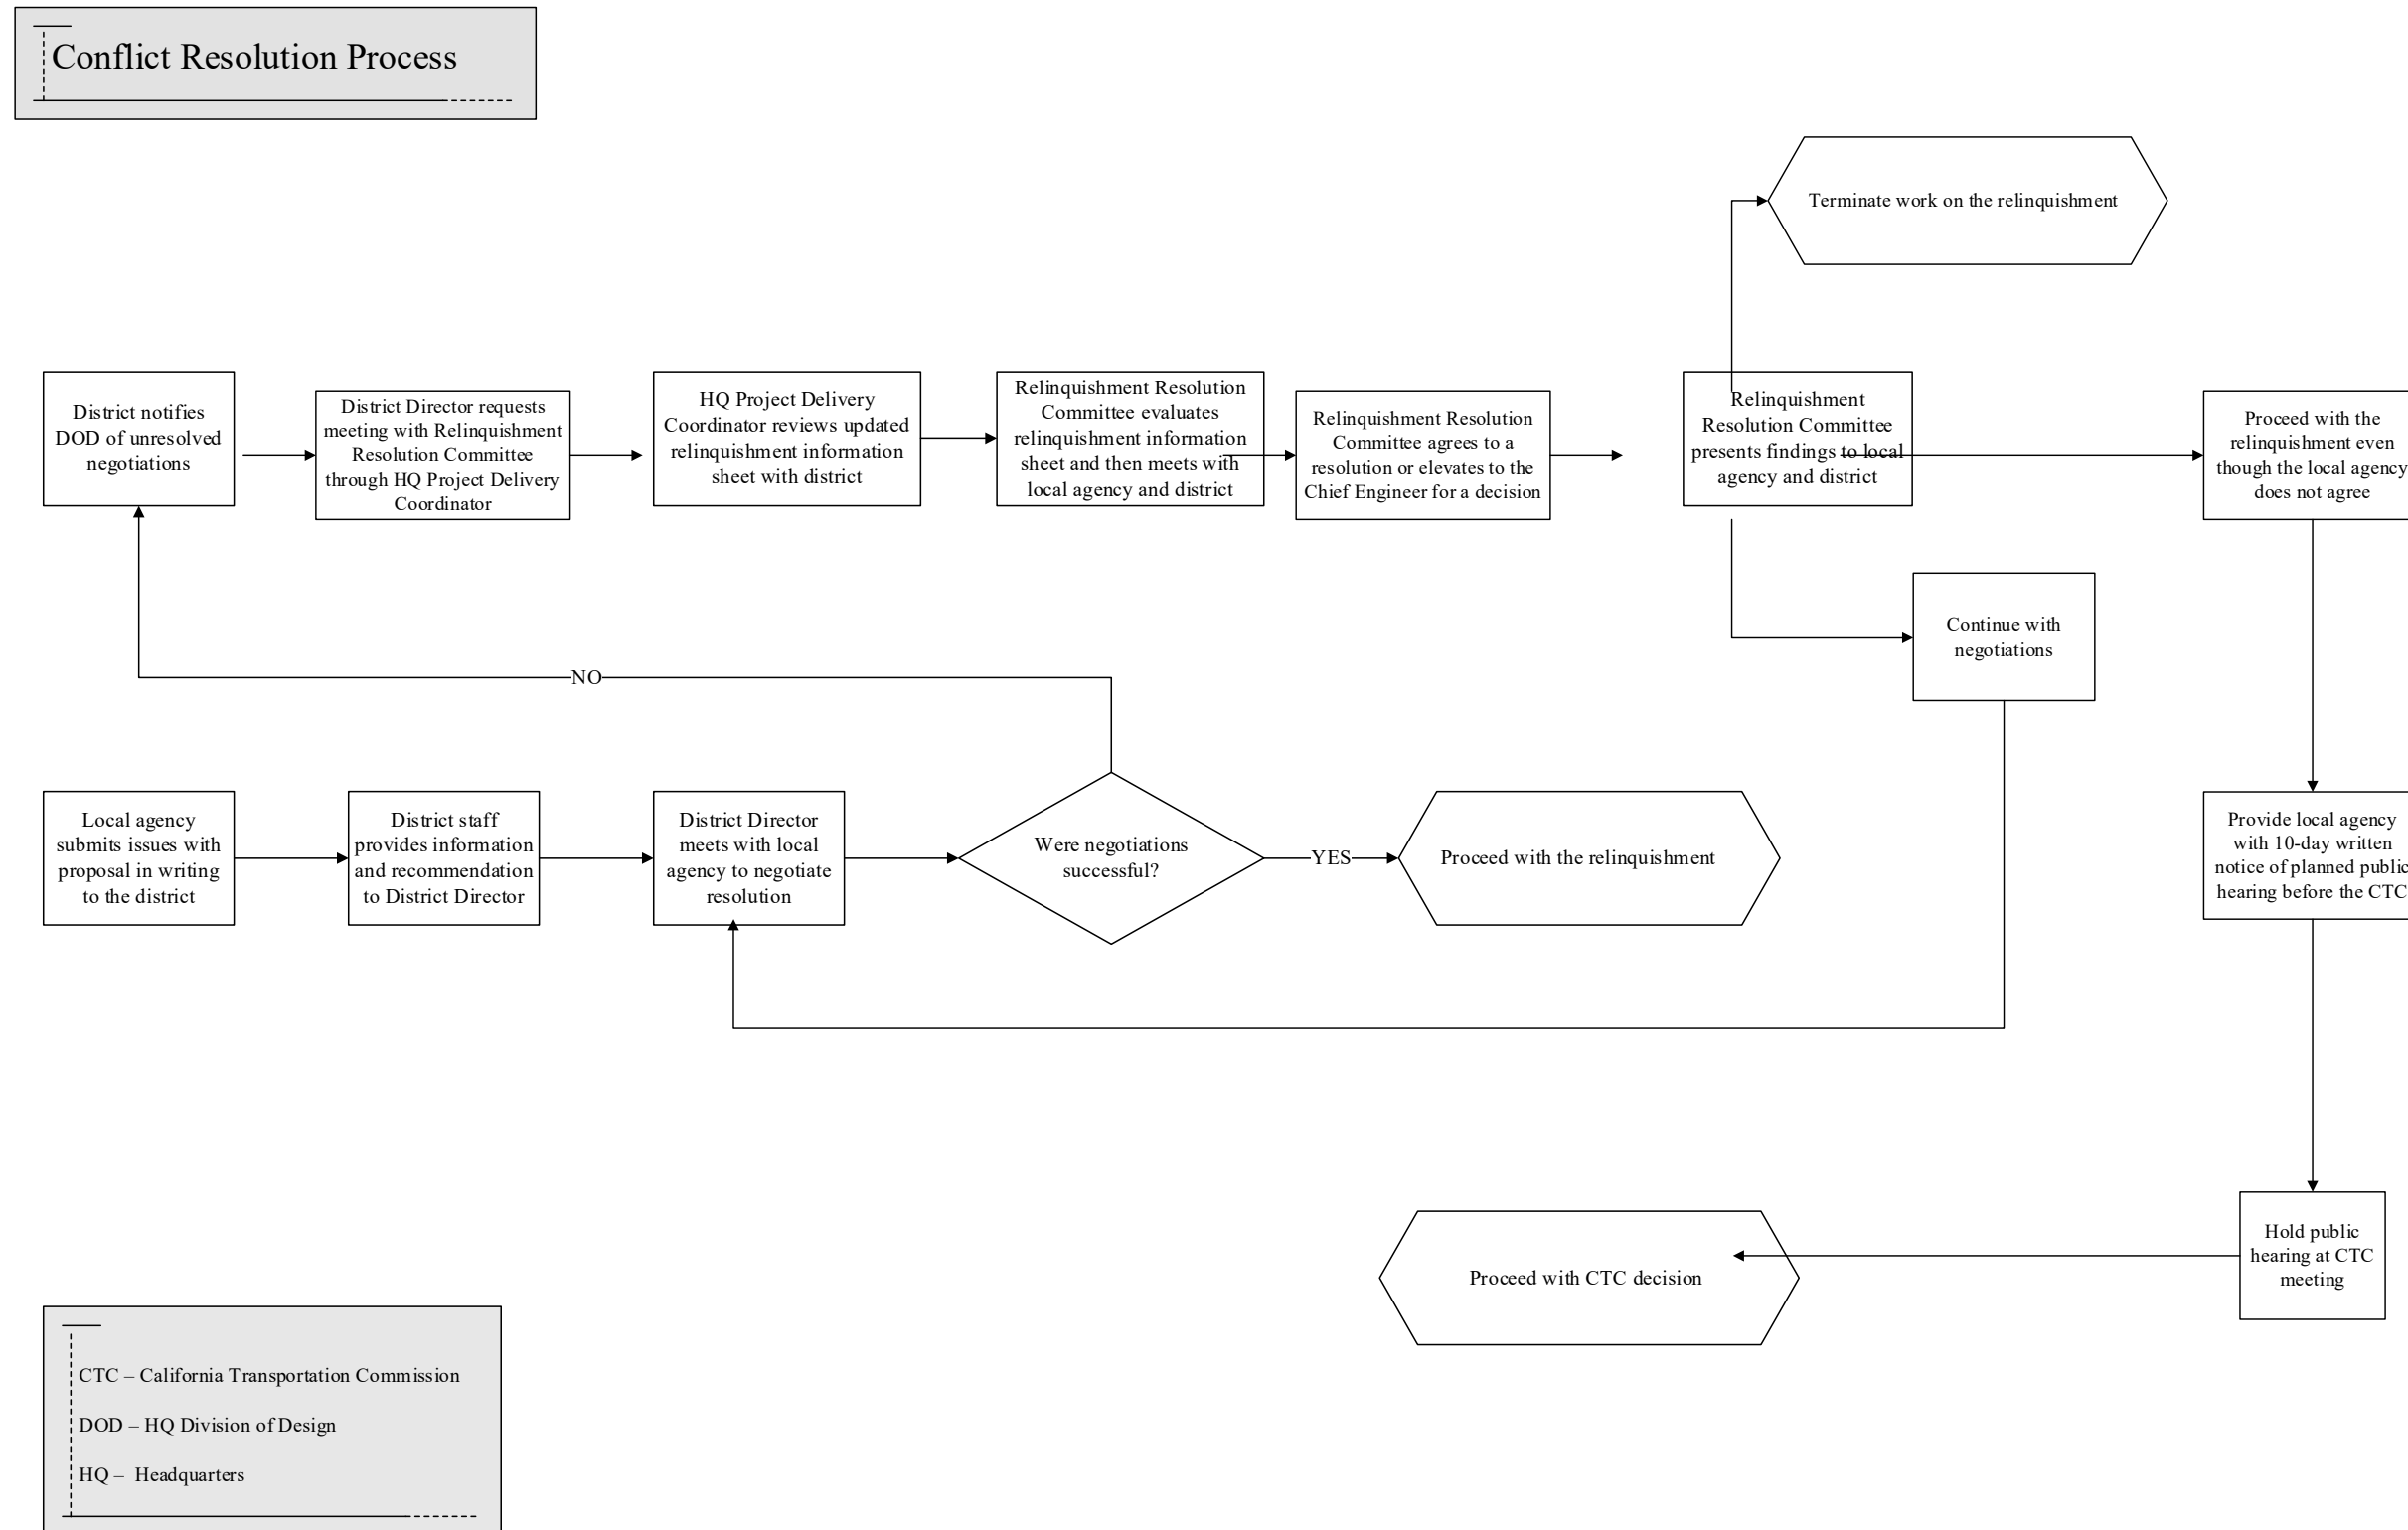 Conflict Resolution Process
Terminate work on the relinquishment
District notifies
DOD of unresolved
negotiations
District Director requests
meeting with Relinquishment
Resolution Committee
through HQ Project Delivery
Coordinator
HQ Project Delivery
Coordinator reviews updated
relinquishment information
sheet with district
Relinquishment Resolution
Committee evaluates
relinquishment information
sheet and then meets with
local agency and district
Relinquishment Resolution
Committee agrees to a
resolution or elevates to the
Chief Engineer for a decision
Relinquishment
Resolution Committee
presents findings to local
agency and district
Proceed with the
relinquishment even
though the local agency
does not agree
Continue with
negotiations
NO
Local agency
submits issues with
proposal in writing
to the district
District staff
provides information
and recommendation
to District Director
District Director
meets with local
agency to negotiate
resolution
Were negotiations
successful?
YES
Proceed with the relinquishment
Provide local agency
with 10-day written
notice of planned public
hearing before the CTC
Hold public
hearing at CTC
meeting
Proceed with CTC decision
CTC – California Transportation Commission
DOD – HQ Division of Design
HQ –  Headquarters